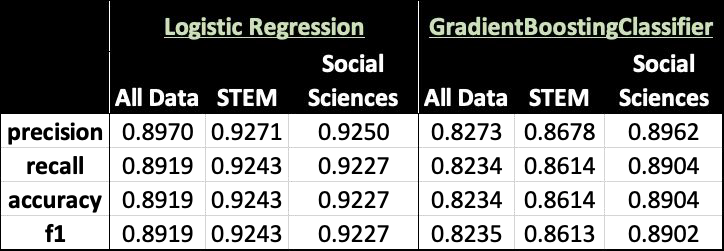 Logistic Regression GradientBoostingClassifier
Social Social
All Data STEM Sciences All Data STEM Sciences
precision 0.8970 0.9271 0.9250 0.8273 0.8678 0.8962
recall 0.8919 0.9243 0.9227 0.8234 0.8614 0.8904
accuracy 0.8919 0.9243 0.9227 0.8234 0.8614 0.8904
f1 0.8919 0.9243 0.9227 0.8235 0.8613 0.8902